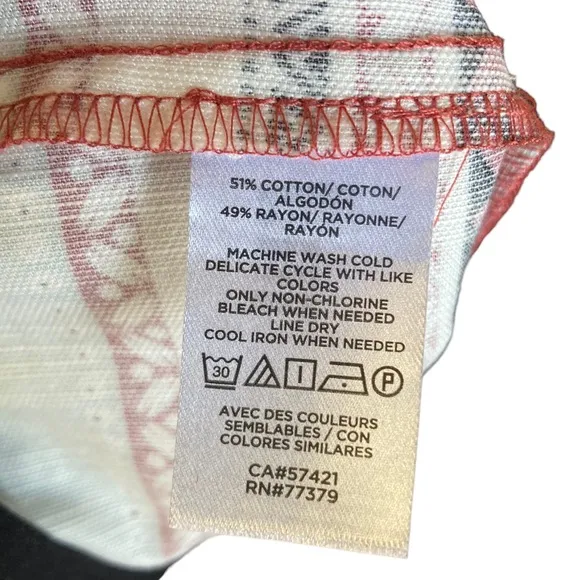 51% COTTON/ COTON/
ALGODÓN
49% RAYON/ RAYONNE/
RAYÓN
MACHINE WASH COLD
DELICATE CYCLE WITH LIKE
COLORS
ONLY NON-CHLORINE
BLEACH WHEN NEEDED
LINE DRY
COOL IRON WHEN NEEDED
30 P
AVEC DES COULEURS
SEMBLABLES / CON
COLORES SIMILARES
CA#57421
RN#77379